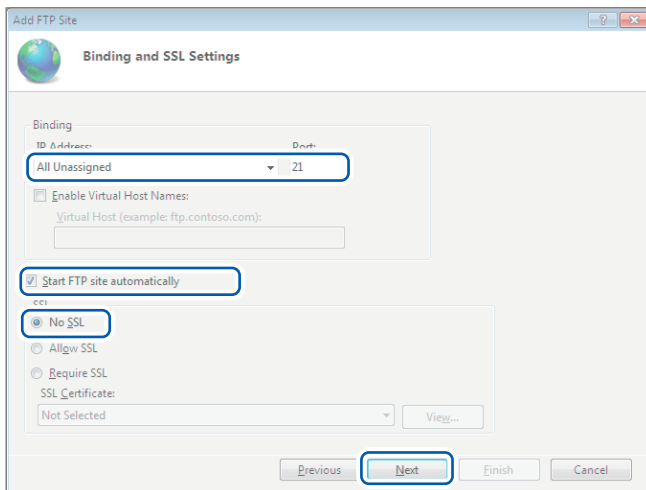 Add FTP Site
Binding and SSL Settings
Binding
IP Address: Port:
All Unassigned 21
Enable Virtual Host Names:
Virtual Host (example: ftp.contoso.com):
Start FTP site automatically
SSL
No SSL
Allow SSL
Require SSL
SSL Certificate:
Not Selected View...
Previous Next Finish Cancel